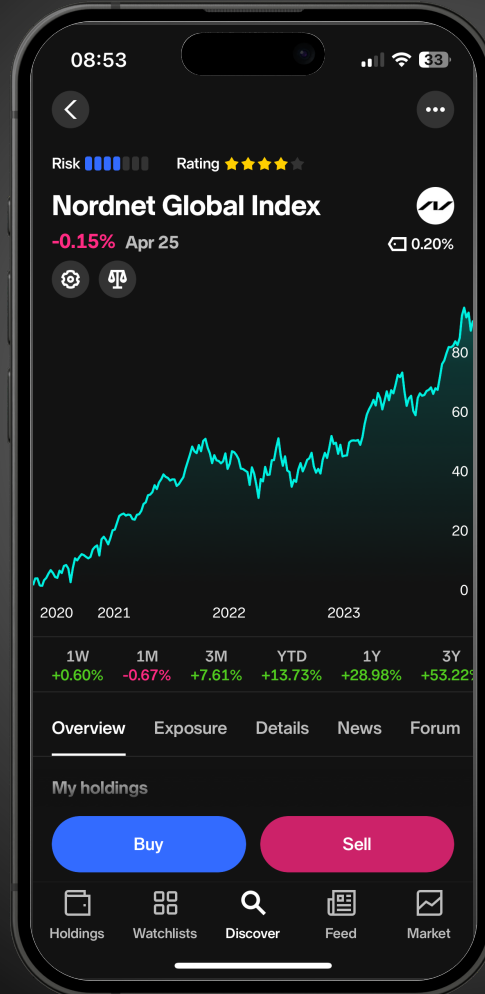 08:53 33
Risk Rating
Nordnet Global Index
-0.15% Apr 25 0.20%
80
60
40
20
0
2020 2021 2022 2023
1W 1M 3M YTD 1Y 3Y
+0.60% -0.67% +7.61% +13.73% +28.98% +53.22%
Overview Exposure Details News Forum
My holdings
Buy Sell
Holdings Watchlists Discover Feed Market